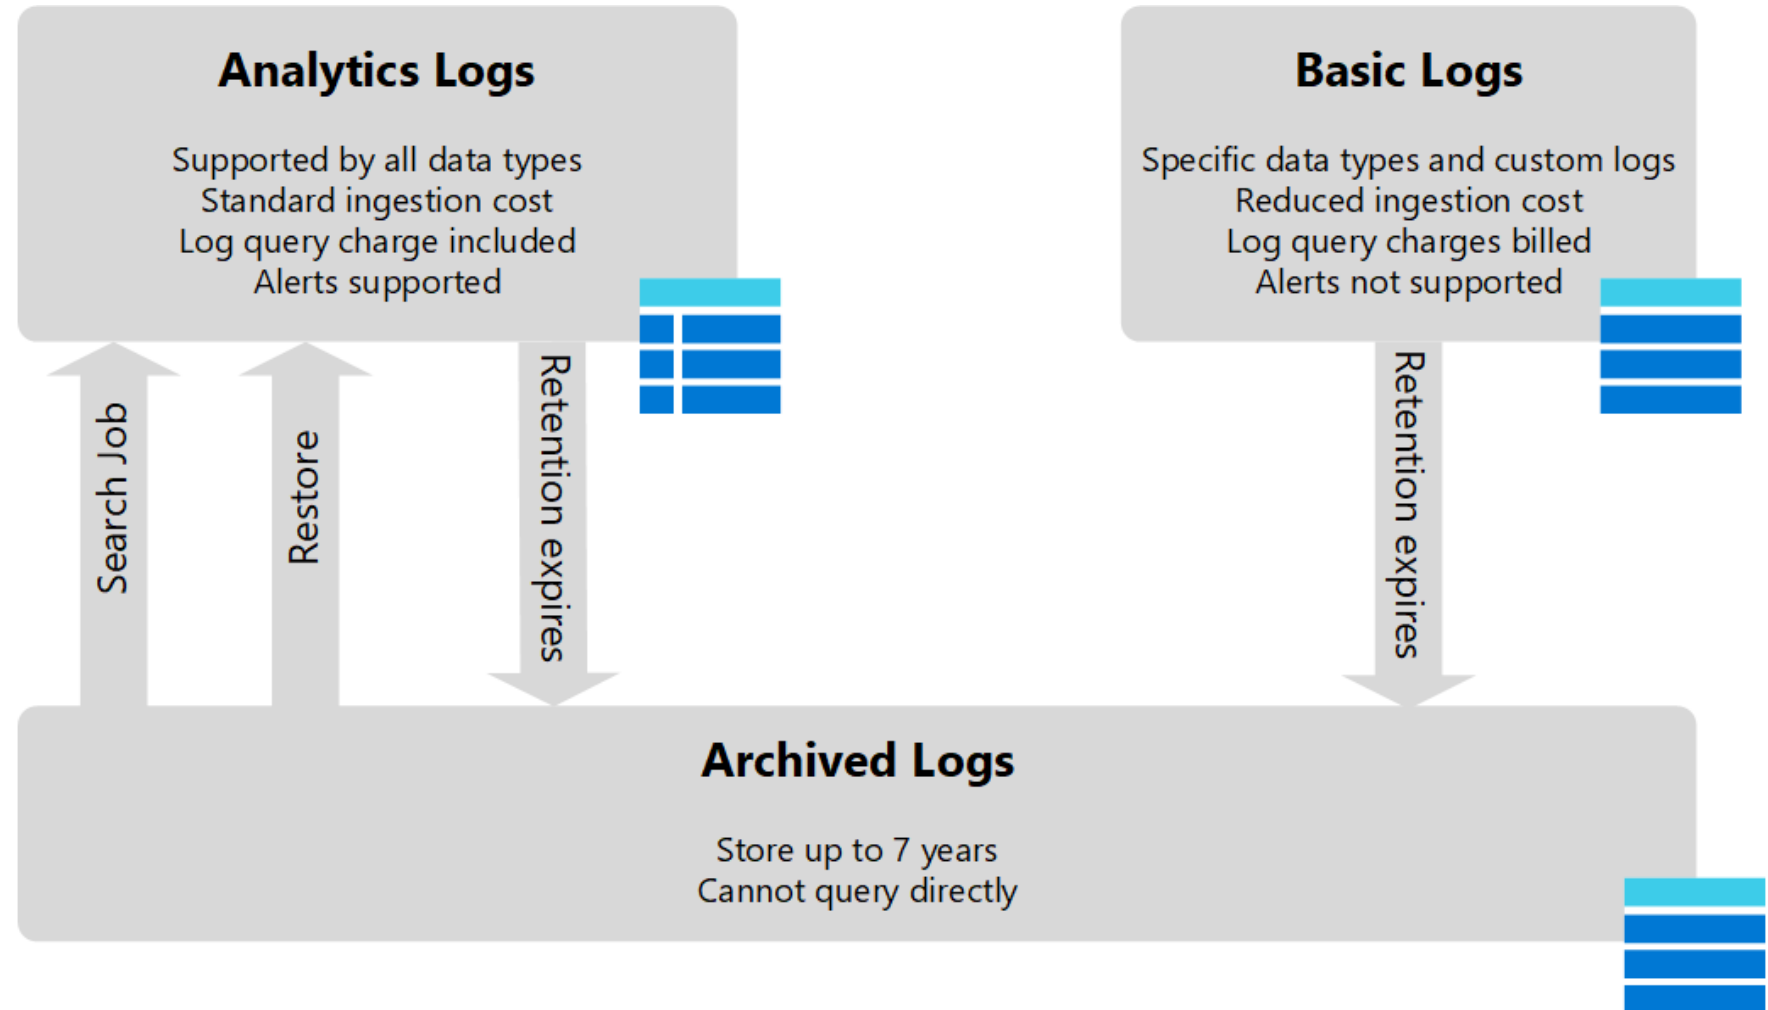 Analytics Logs
Supported by all data types
Standard ingestion cost
Log query charge included
Alerts supported
Basic Logs
Specific data types and custom logs
Reduced ingestion cost
Log query charges billed
Alerts not supported
Search Job
Restore
Retention expires
Retention expires
Archived Logs
Store up to 7 years
Cannot query directly